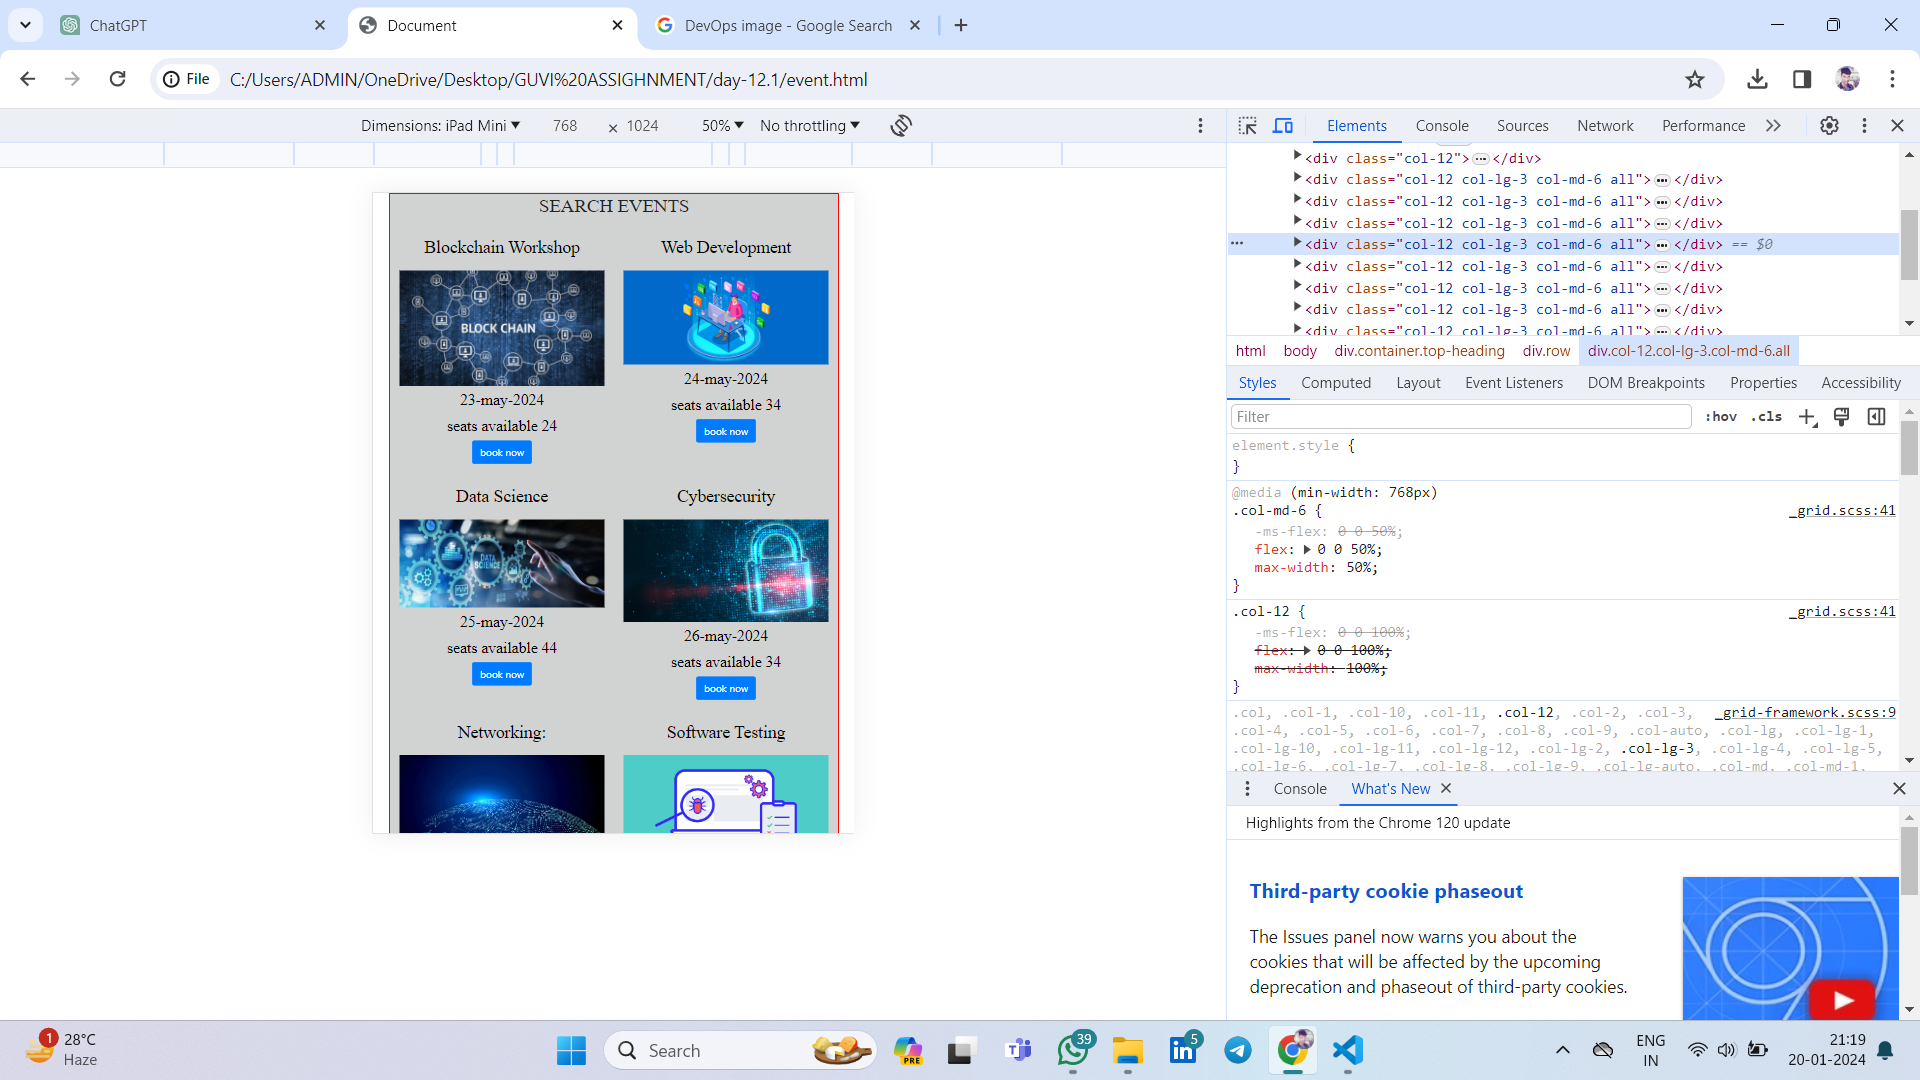 ChatGPT
Document
DevOps image - Google Search
File
C:/Users/ADMIN/OneDrive/Desktop/GUVI%20ASSIGHNMENT/day-12.1/event.html
Dimensions: iPad Mini ▼ 768 × 1024 50% ▼ No throttling ▼
SEARCH EVENTS
Blockchain Workshop
BLOCK CHAIN
23-may-2024
seats available 24
book now
Web Development
24-may-2024
seats available 34
book now
Data Science
DATA SCIENCE
25-may-2024
seats available 44
book now
Cybersecurity
26-may-2024
seats available 34
book now
Networking:
Software Testing
Elements Console Sources Network Performance
<div class="col-12"> ⋯ </div>
<div class="col-12 col-lg-3 col-md-6 all"> ⋯ </div>
<div class="col-12 col-lg-3 col-md-6 all"> ⋯ </div>
<div class="col-12 col-lg-3 col-md-6 all"> ⋯ </div>
<div class="col-12 col-lg-3 col-md-6 all"> ⋯ </div> == $0
<div class="col-12 col-lg-3 col-md-6 all"> ⋯ </div>
<div class="col-12 col-lg-3 col-md-6 all"> ⋯ </div>
<div class="col-12 col-lg-3 col-md-6 all"> ⋯ </div>
<div class="col-12 col-lg-3 col-md-6 all"> ⋯ </div>
html body div.container.top-heading div.row div.col-12.col-lg-3.col-md-6.all
Styles Computed Layout Event Listeners DOM Breakpoints Properties Accessibility
Filter :hov .cls
element.style {
}
@media (min-width: 768px)
.col-md-6 { _grid.scss:41
-ms-flex: 0 0 50%;
flex: 0 0 50%;
max-width: 50%;
}
.col-12 { _grid.scss:41
-ms-flex: 0 0 100%;
flex: 0 0 100%;
max-width: 100%;
}
.col, .col-1, .col-10, .col-11, .col-12, .col-2, .col-3, _grid-framework.scss:9
.col-4, .col-5, .col-6, .col-7, .col-8, .col-9, .col-auto, .col-lg, .col-lg-1,
.col-lg-10, .col-lg-11, .col-lg-12, .col-lg-2, .col-lg-3, .col-lg-4, .col-lg-5,
.col-lg-6, .col-lg-7, .col-lg-8, .col-lg-9, .col-lg-auto, .col-md, .col-md-1,
Console What's New
Highlights from the Chrome 120 update
Third-party cookie phaseout
The Issues panel now warns you about the
cookies that will be affected by the upcoming
deprecation and phaseout of third-party cookies.
1
28°C
Haze
Search
PRE
39
5
ENG
IN
21:19
20-01-2024